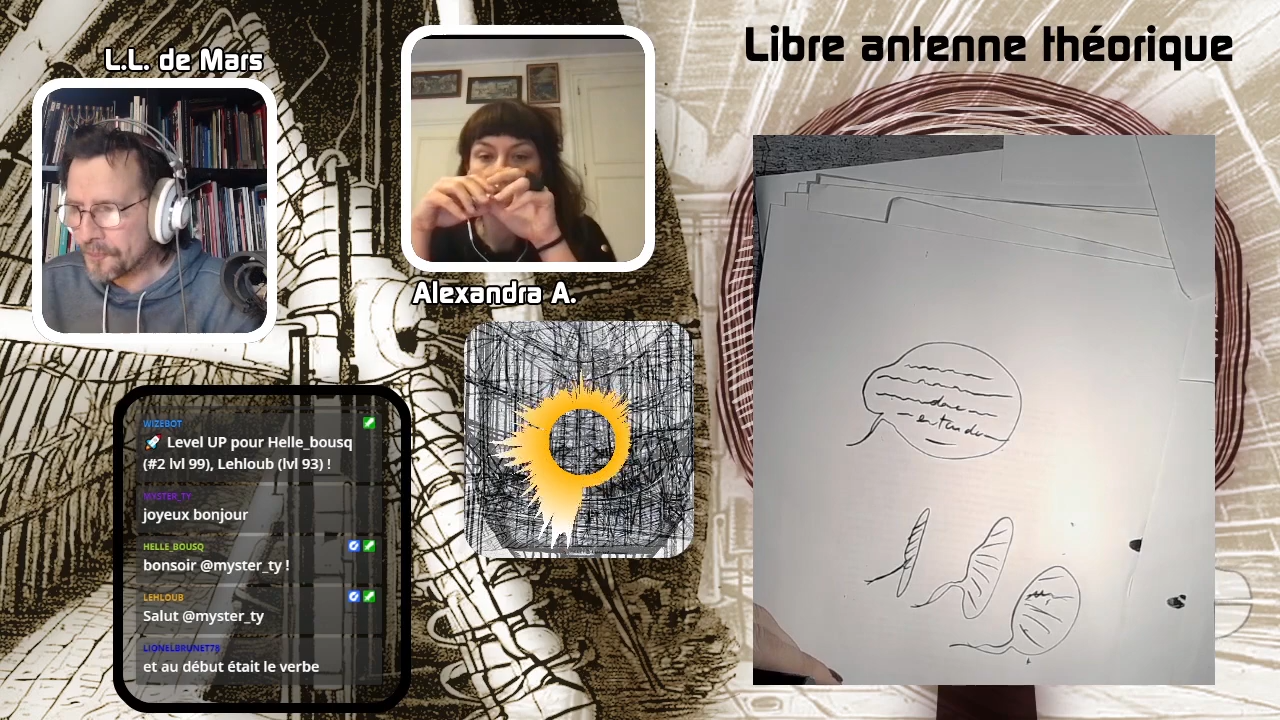 L.L. de Mars
Libre antenne théorique
Alexandra A.
WIZEBOT
🚀 Level UP pour Helle_bousq
(#2 lvl 99), Lehloub (lvl 93) !
MYSTER_TY
joyeux bonjour
HELLE_BOUSQ
bonsoir @myster_ty !
LEHLOUB
Salut @myster_ty
LIONELBRUNET75
et au début était le verbe